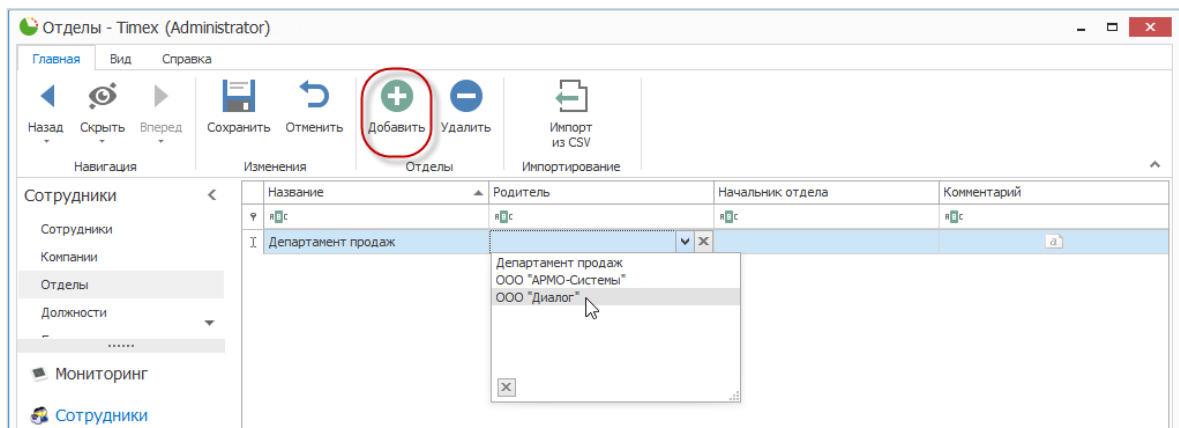 Отделы - Timex (Administrator)
Главная Вид Справка
Назад Скрыть Вперед Сохранить Отменить Добавить Удалить Импорт из CSV
Навигация Изменения Отделы Импортирование
Сотрудники
Название Родитель Начальник отдела Комментарий
Сотрудники
Департамент продаж
Компании
Департамент продаж
ООО "АРМО-Системы"
Отделы
ООО "Диалог"
Должности
Мониторинг
Сотрудники